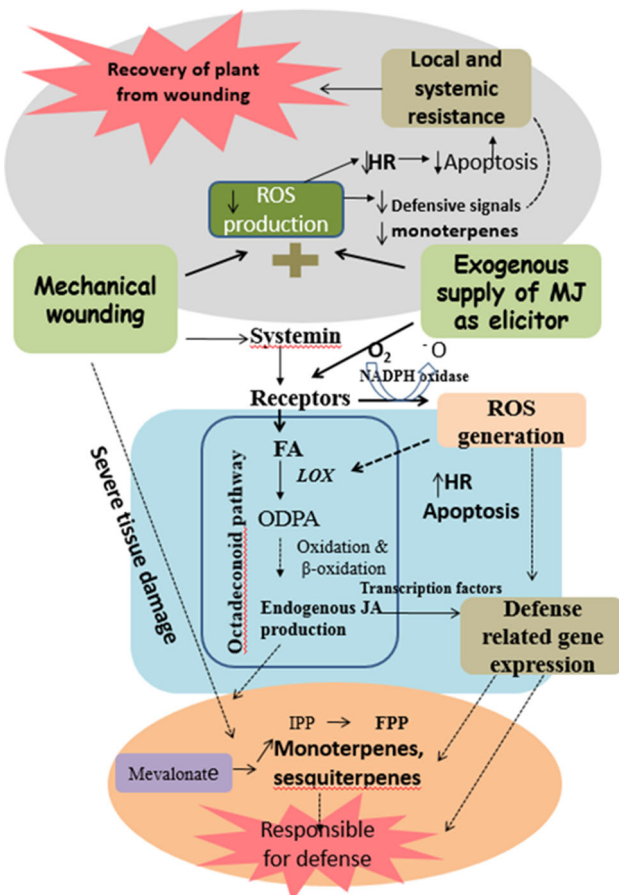 Recovery of plant
from wounding
Local and
systemic
resistance
↓HR → ↓Apoptosis
↓ ROS
production
↓ Defensive signals
↓ monoterpenes
+
Mechanical
wounding
Exogenous
supply of MJ
as elicitor
Systemin
O2 -O
NADPH oxidase
Receptors
ROS
generation
FA
LOX
↑HR
Apoptosis
ODPA
Oxidation &
β-oxidation
Octadeconoid pathway
Severe tissue damage
Transcription factors
Endogenous JA
production
Defense
related gene
expression
IPP → FPP
Monoterpenes,
sesquiterpenes
Mevalonate
Responsible
for defense